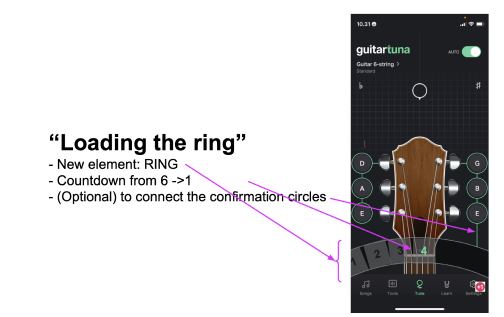 “Loading the ring”
- New element: RING
- Countdown from 6 ->1
- (Optional) to connect the confirmation circles
10.31
guitartuna
AUTO
Guitar 6-string >
Standard
♭
♯
D
G
A
B
E
E
1
2
3
4
Songs
Tools
Tune
Learn
Settings